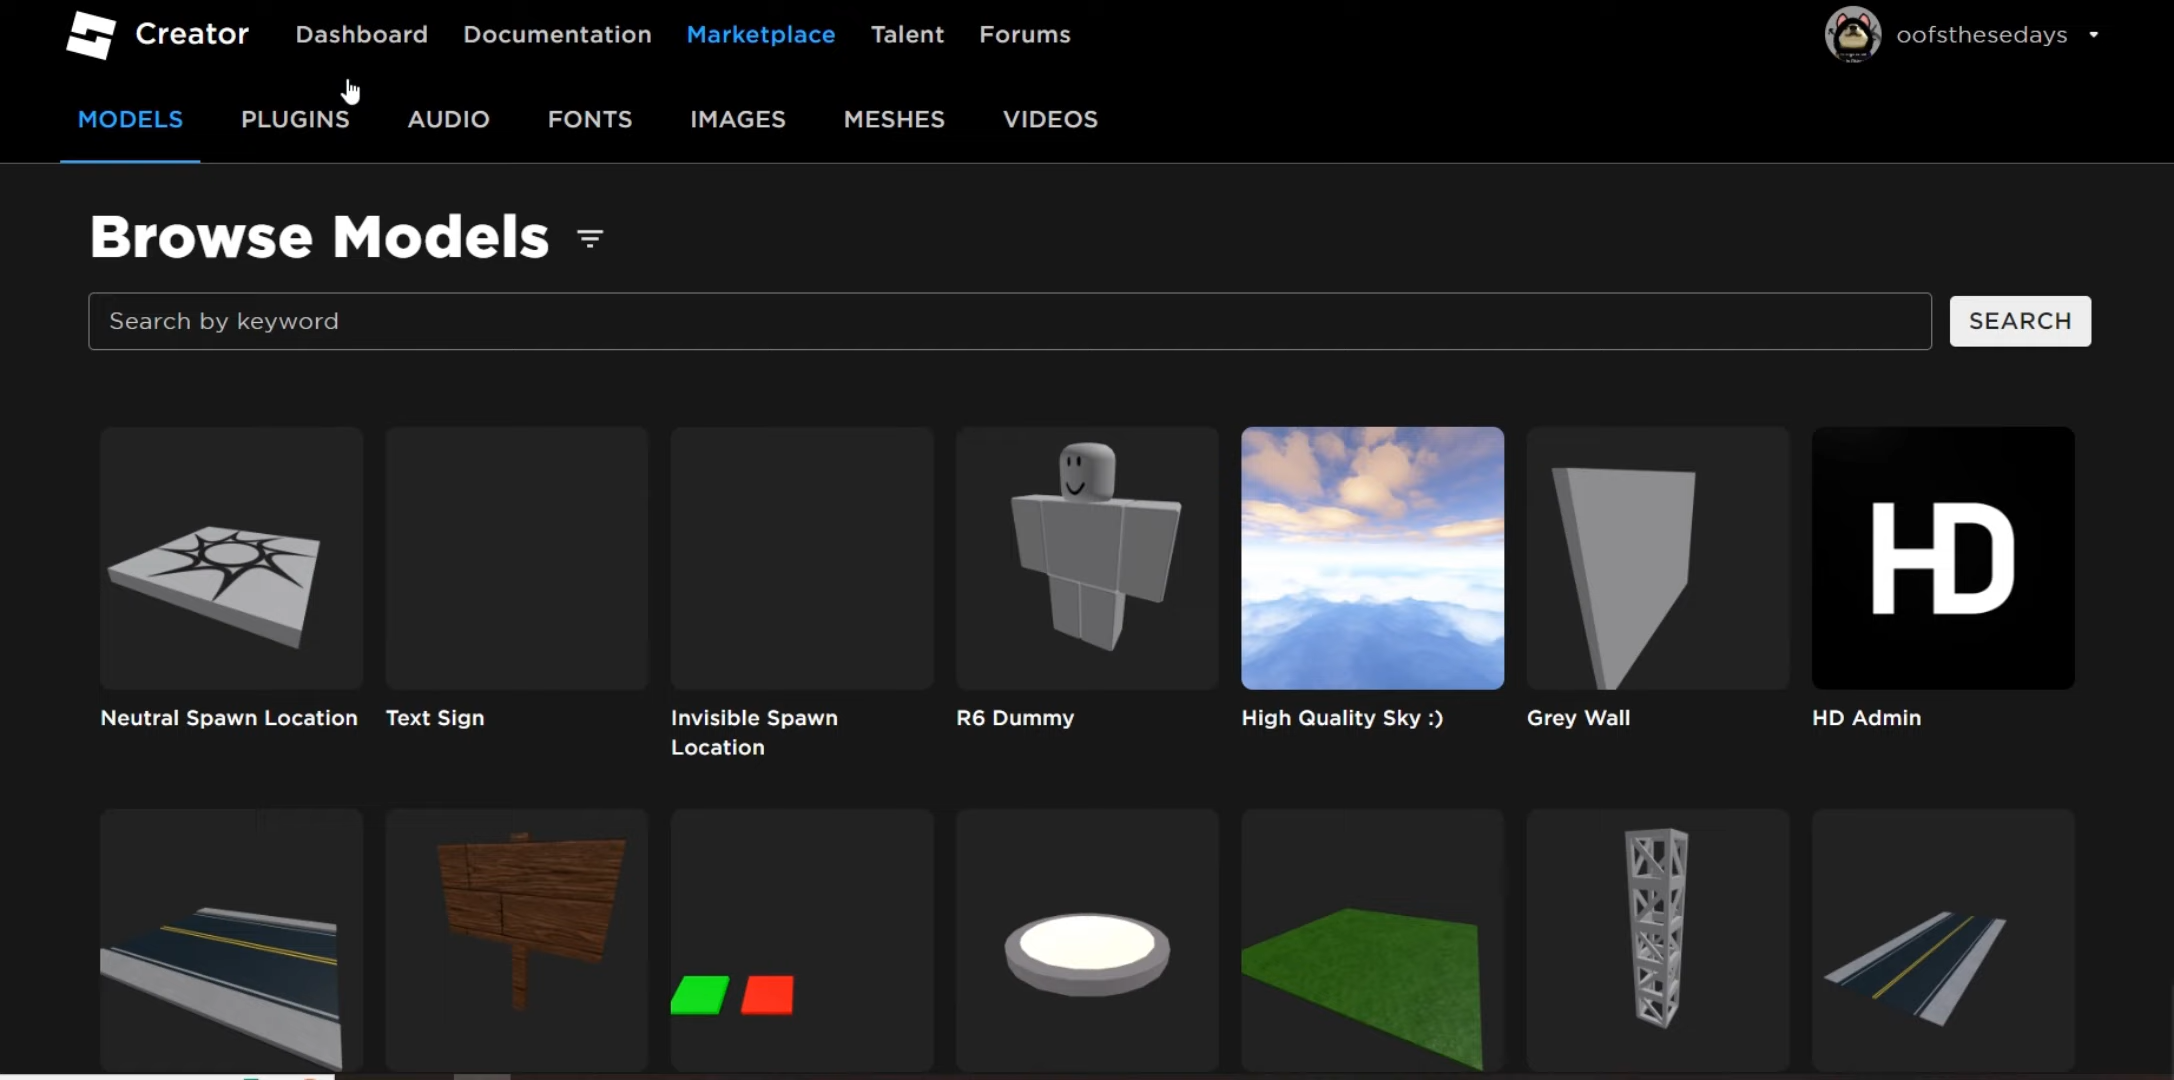 Creator Dashboard Documentation Marketplace Talent Forums oofsthesedays
MODELS PLUGINS AUDIO FONTS IMAGES MESHES VIDEOS
Browse Models
Search by keyword SEARCH
HD
Neutral Spawn Location Text Sign Invisible Spawn R6 Dummy High Quality Sky :) Grey Wall HD Admin
Location